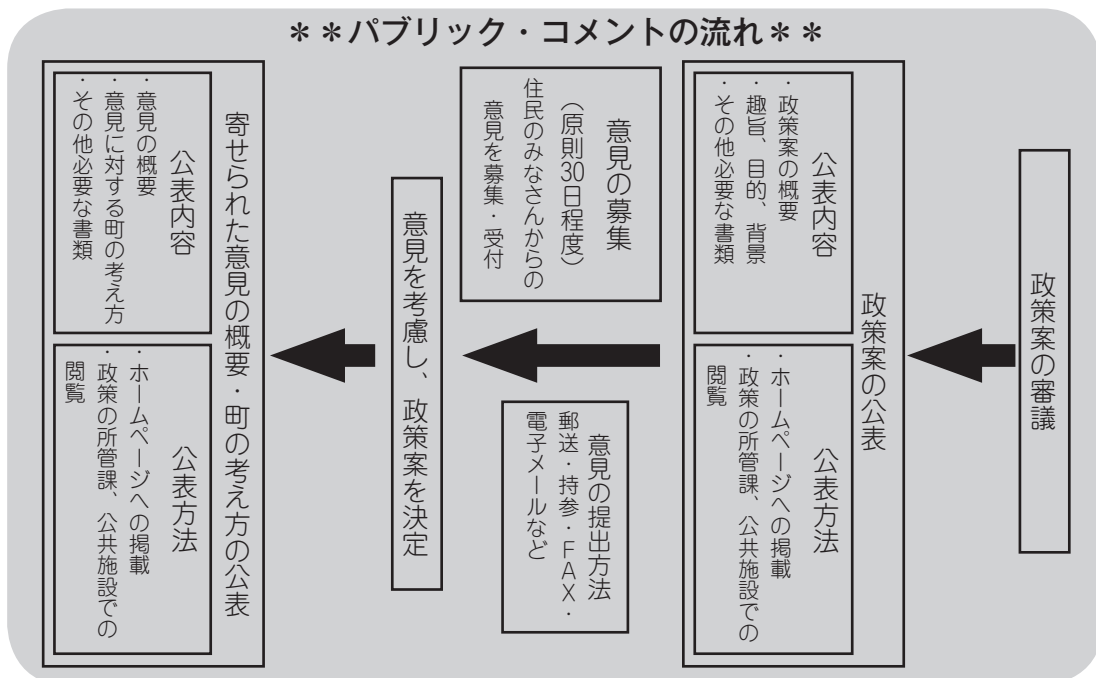 ＊＊パブリック・コメントの流れ＊＊
政策案の審議
政策案の公表
公表内容
・政策案の概要
・趣旨、目的、背景
・その他必要な書類
公表方法
・ホームページへの掲載
・政策の所管課、公共施設での
閲覧
意見の募集
（原則30日程度）
住民のみなさんからの
意見を募集・受付
意見の提出方法
郵送・持参・ＦＡＸ・
電子メールなど
意見を考慮し、政策案を決定
寄せられた意見の概要・町の考え方の公表
公表内容
・意見の概要
・意見に対する町の考え方
・その他必要な書類
公表方法
・ホームページへの掲載
・政策の所管課、公共施設での
閲覧